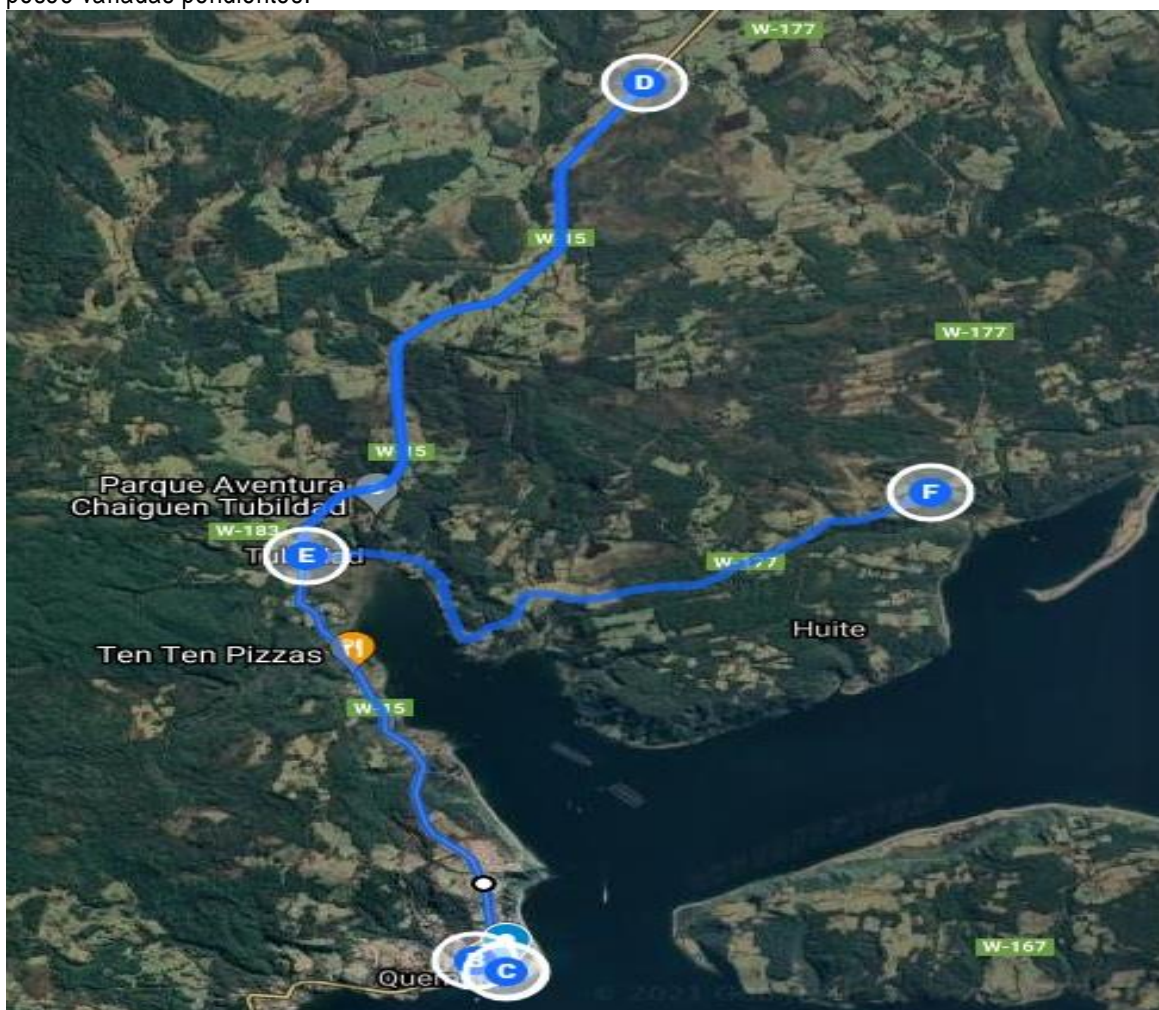 W-177
D
W-15
W-177
W-15
Parque Aventura
Chaiguen Tubildad
F
W-183
E
W-177
Huite
Ten Ten Pizzas
W-15
B
C
W-167